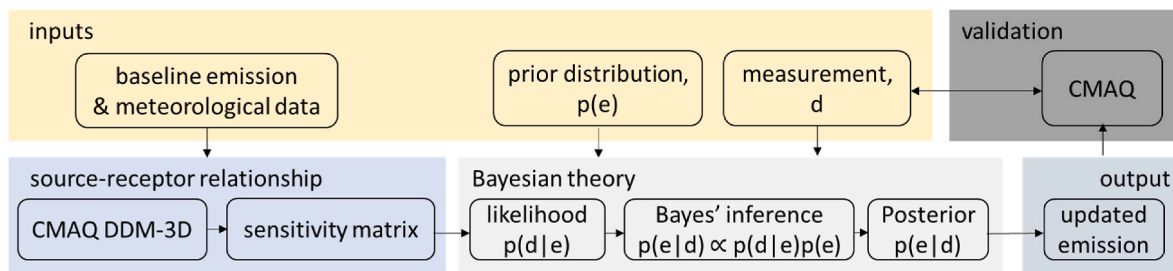 inputs
validation
baseline emission
& meteorological data
prior distribution,
p(e)
measurement,
d
CMAQ
source-receptor relationship
Bayesian theory
output
CMAQ DDM-3D
sensitivity matrix
likelihood
p(d|e)
Bayes' inference
p(e|d) ∝ p(d|e)p(e)
Posterior
p(e|d)
updated
emission